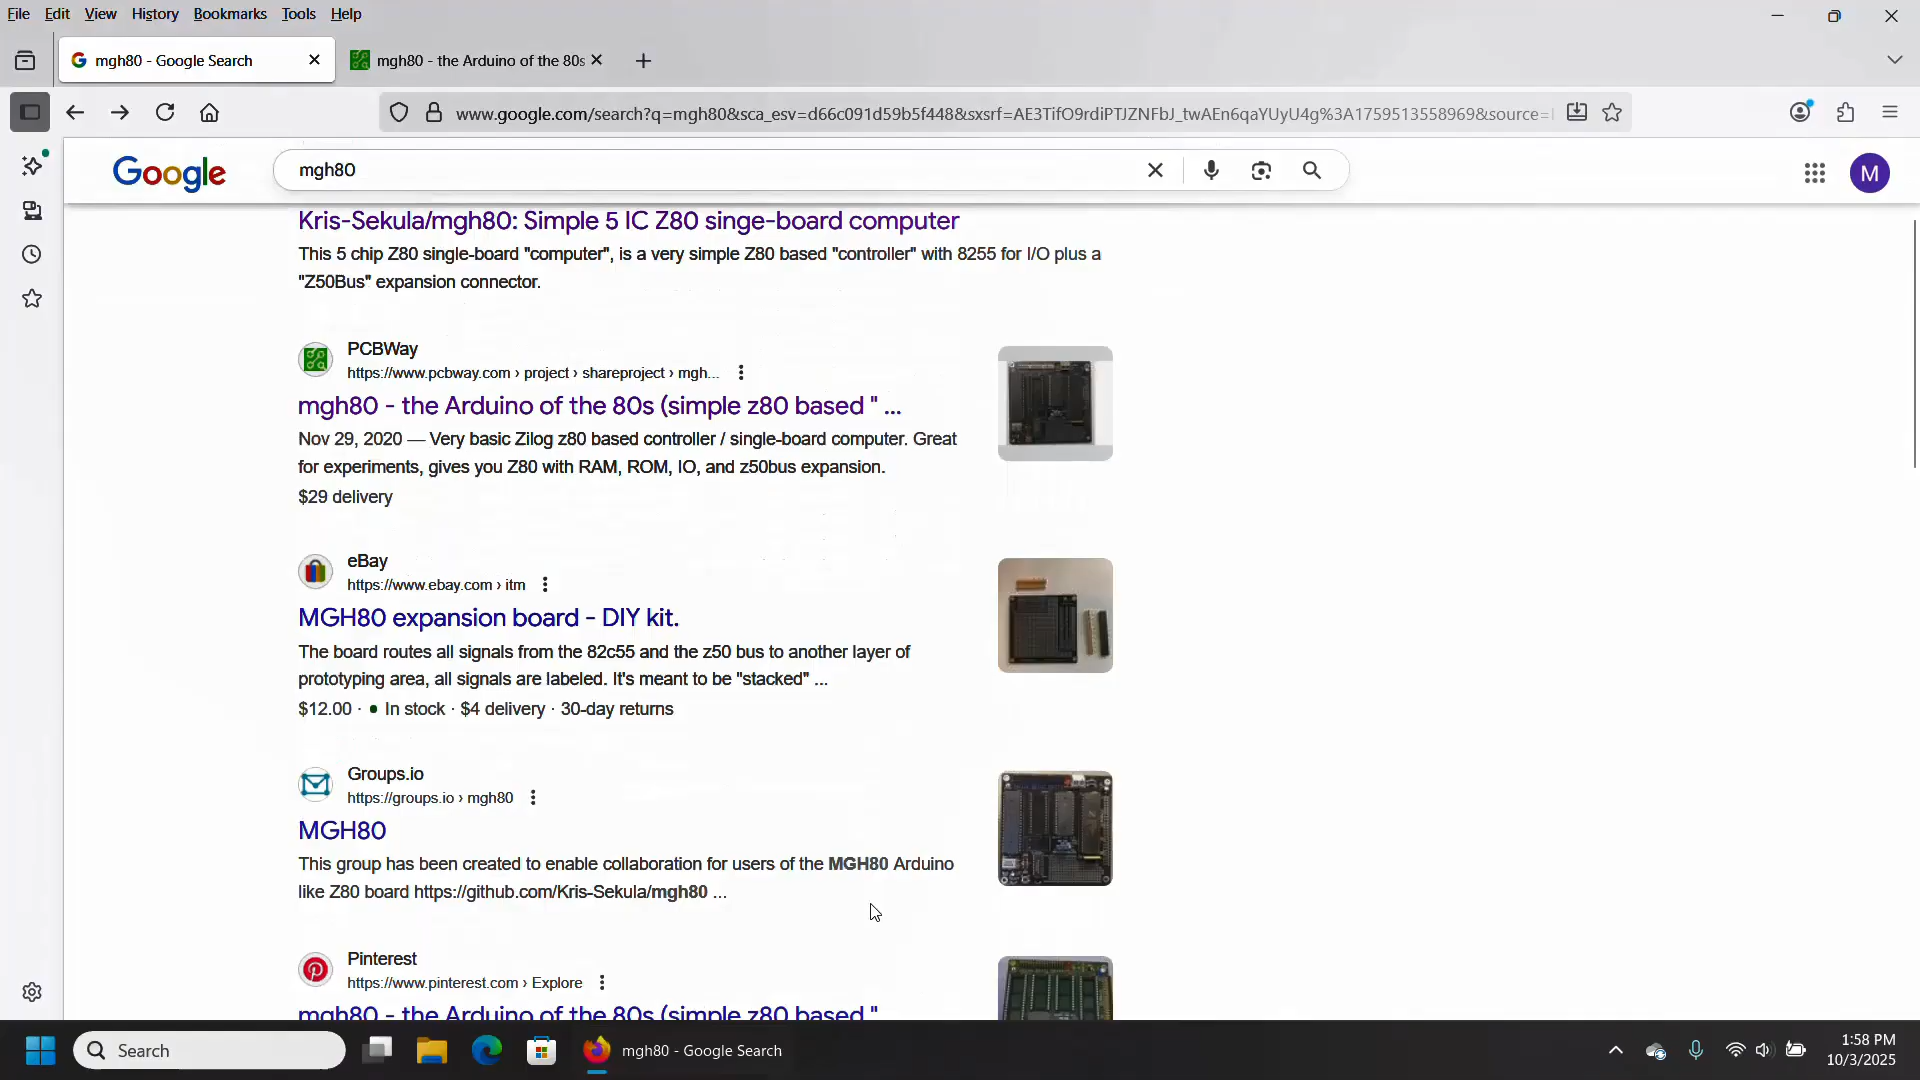 File Edit View History Bookmarks Tools Help
mgh80 - Google Search
mgh80 - the Arduino of the 80s
www.google.com/search?q=mgh80&sca_esv=d66c091d59b5f448&sxsrf=AE3TifO9rdiPTJZNFbJ_twAEn6qaYUyU4g%3A1759513558969&source=
Google
mgh80
M
Kris-Sekula/mgh80: Simple 5 IC Z80 singe-board computer
This 5 chip Z80 single-board "computer", is a very simple Z80 based "controller" with 8255 for I/O plus a
"Z50Bus" expansion connector.
PCBWay
https://www.pcbway.com › project › shareproject › mgh...
mgh80 - the Arduino of the 80s (simple z80 based " ...
Nov 29, 2020 — Very basic Zilog z80 based controller / single-board computer. Great
for experiments, gives you Z80 with RAM, ROM, IO, and z50bus expansion.
$29 delivery
eBay
https://www.ebay.com › itm
MGH80 expansion board - DIY kit.
The board routes all signals from the 82c55 and the z50 bus to another layer of
prototyping area, all signals are labeled. It's meant to be "stacked" ...
$12.00 · In stock · $4 delivery · 30-day returns
Groups.io
https://groups.io › mgh80
MGH80
This group has been created to enable collaboration for users of the MGH80 Arduino
like Z80 board https://github.com/Kris-Sekula/mgh80 ...
Pinterest
https://www.pinterest.com › Explore
mgh80 - the Arduino of the 80s (simple z80 based "
Search
mgh80 - Google Search
1:58 PM
10/3/2025